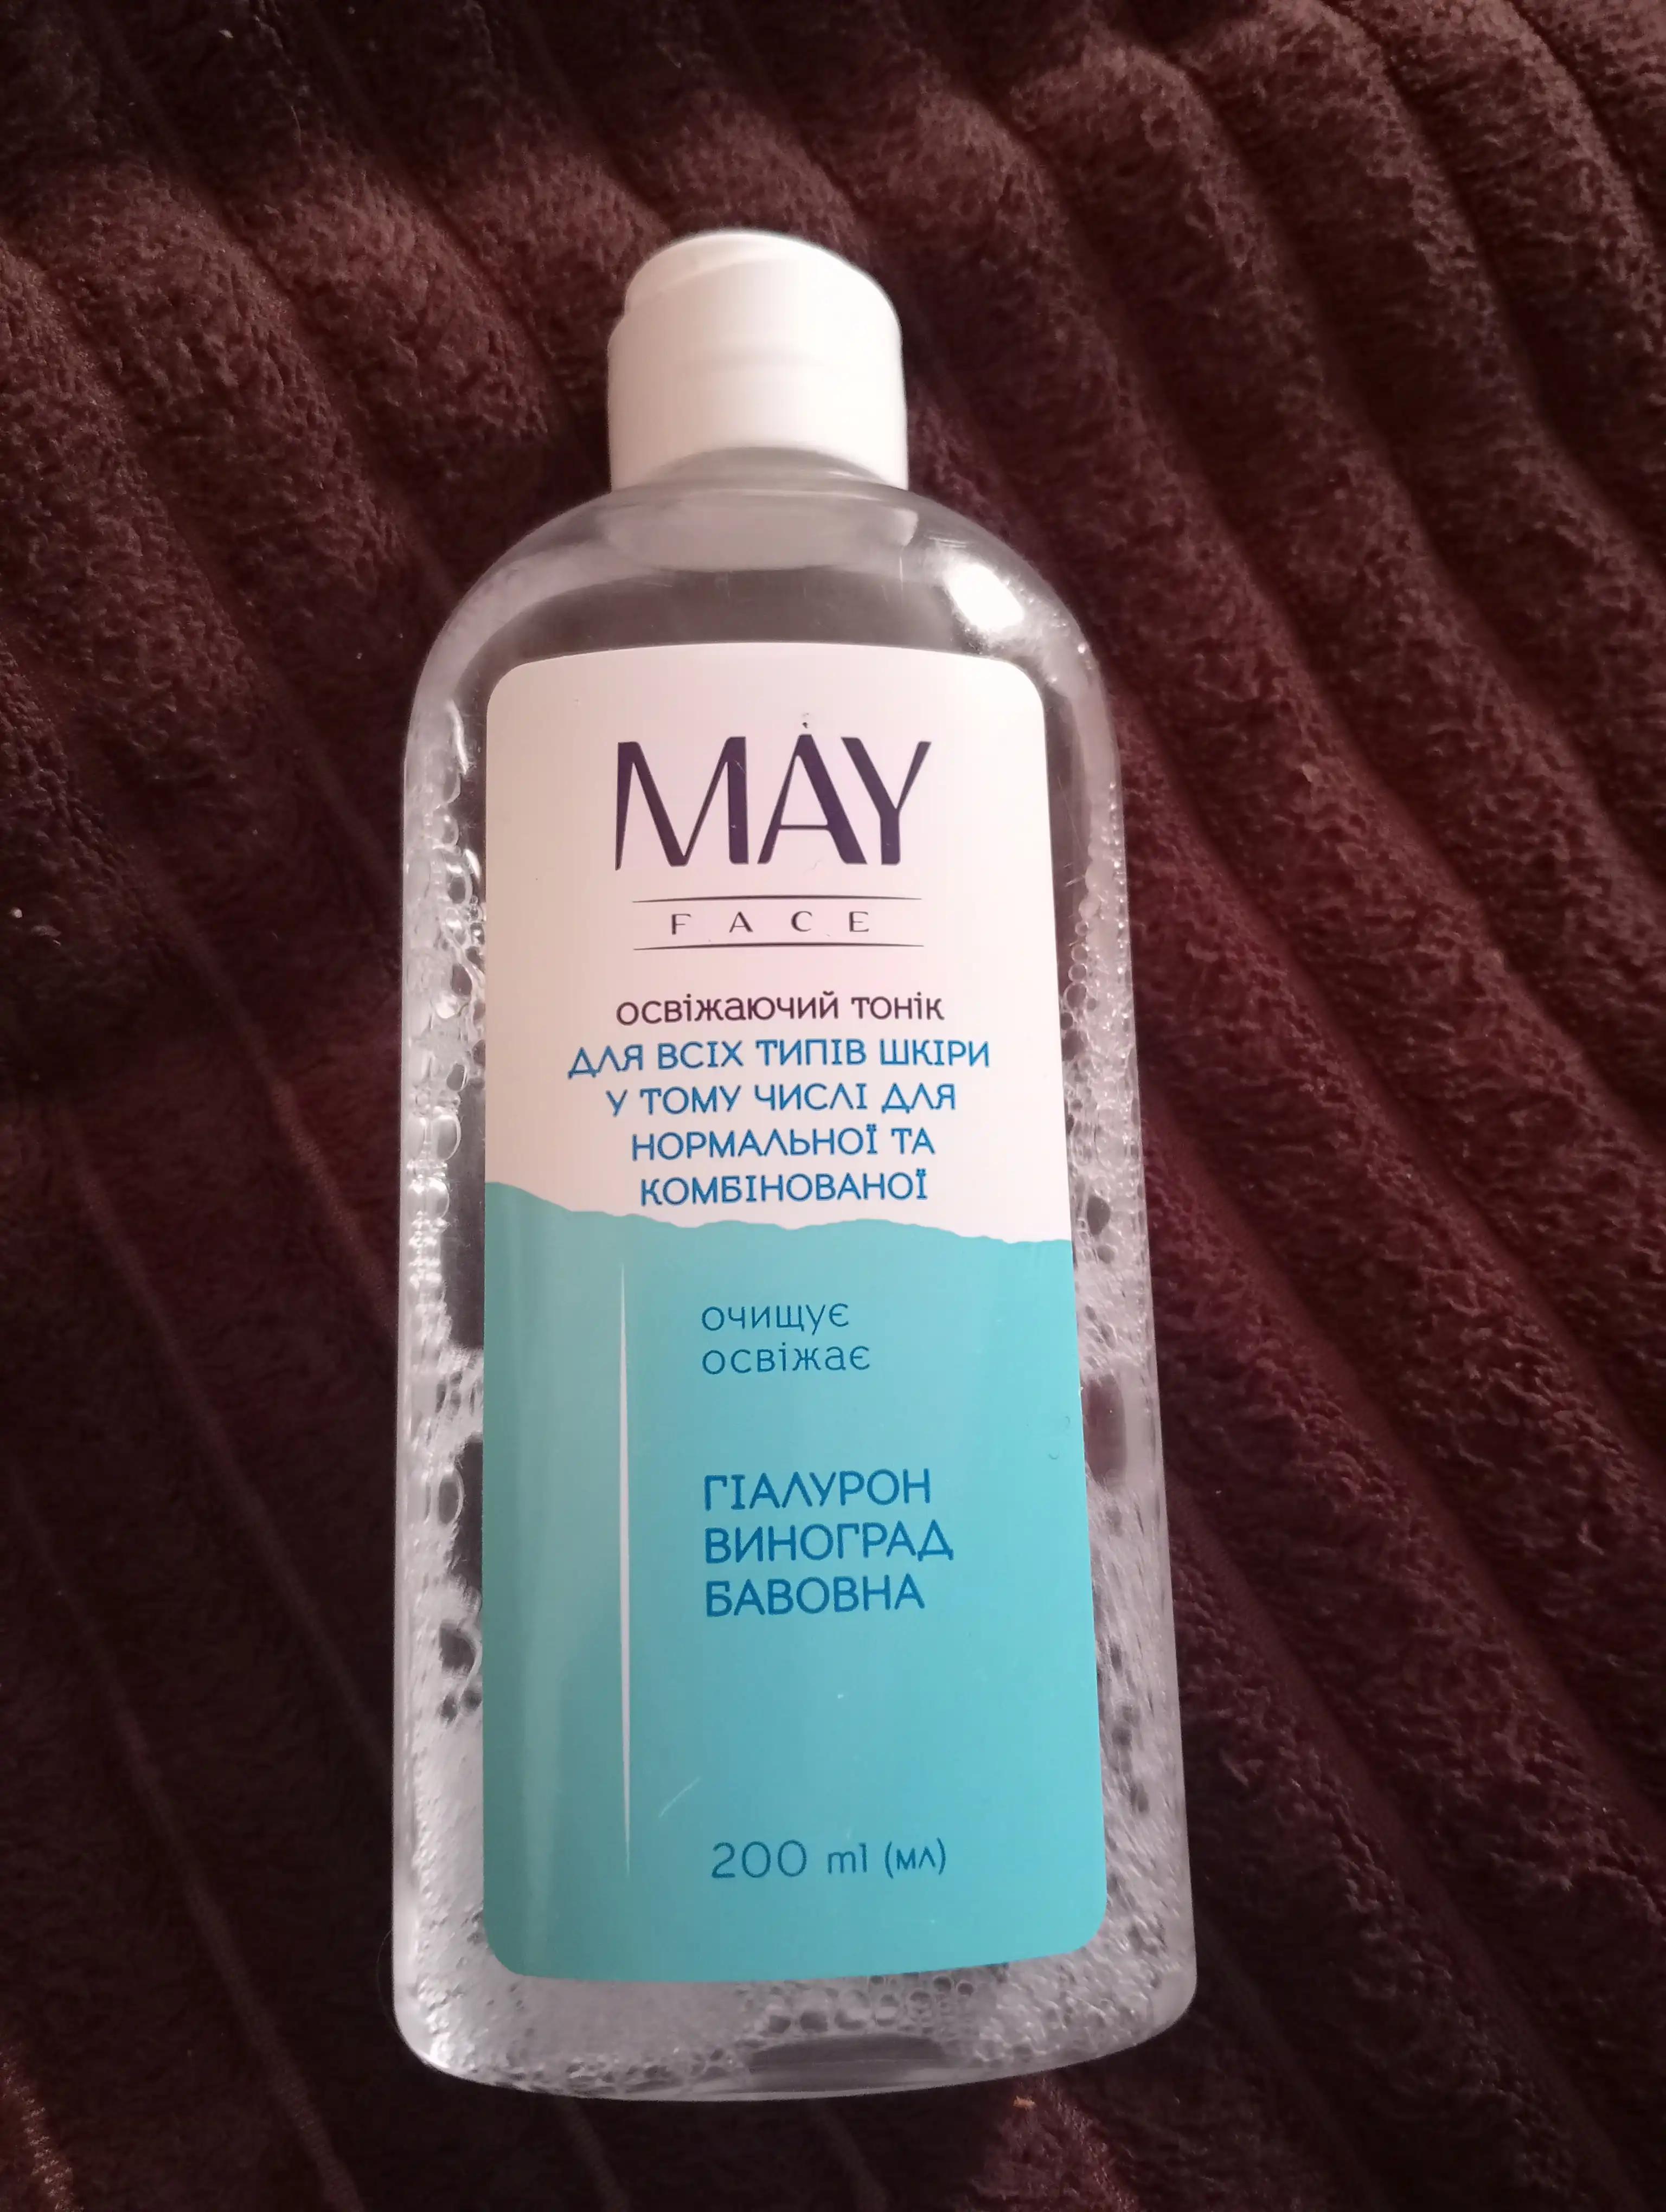 MAY
FACE
освіжаючий тонік
ДЛЯ ВСІХ ТИПІВ ШКІРИ
У ТОМУ ЧИСЛІ ДЛЯ
НОРМАЛЬНОЇ ТА
КОМБІНОВАНОЇ
очищує
освіжає
ГІАЛУРОН
ВИНОГРАД
БАВОВНА
200 ml (мл)